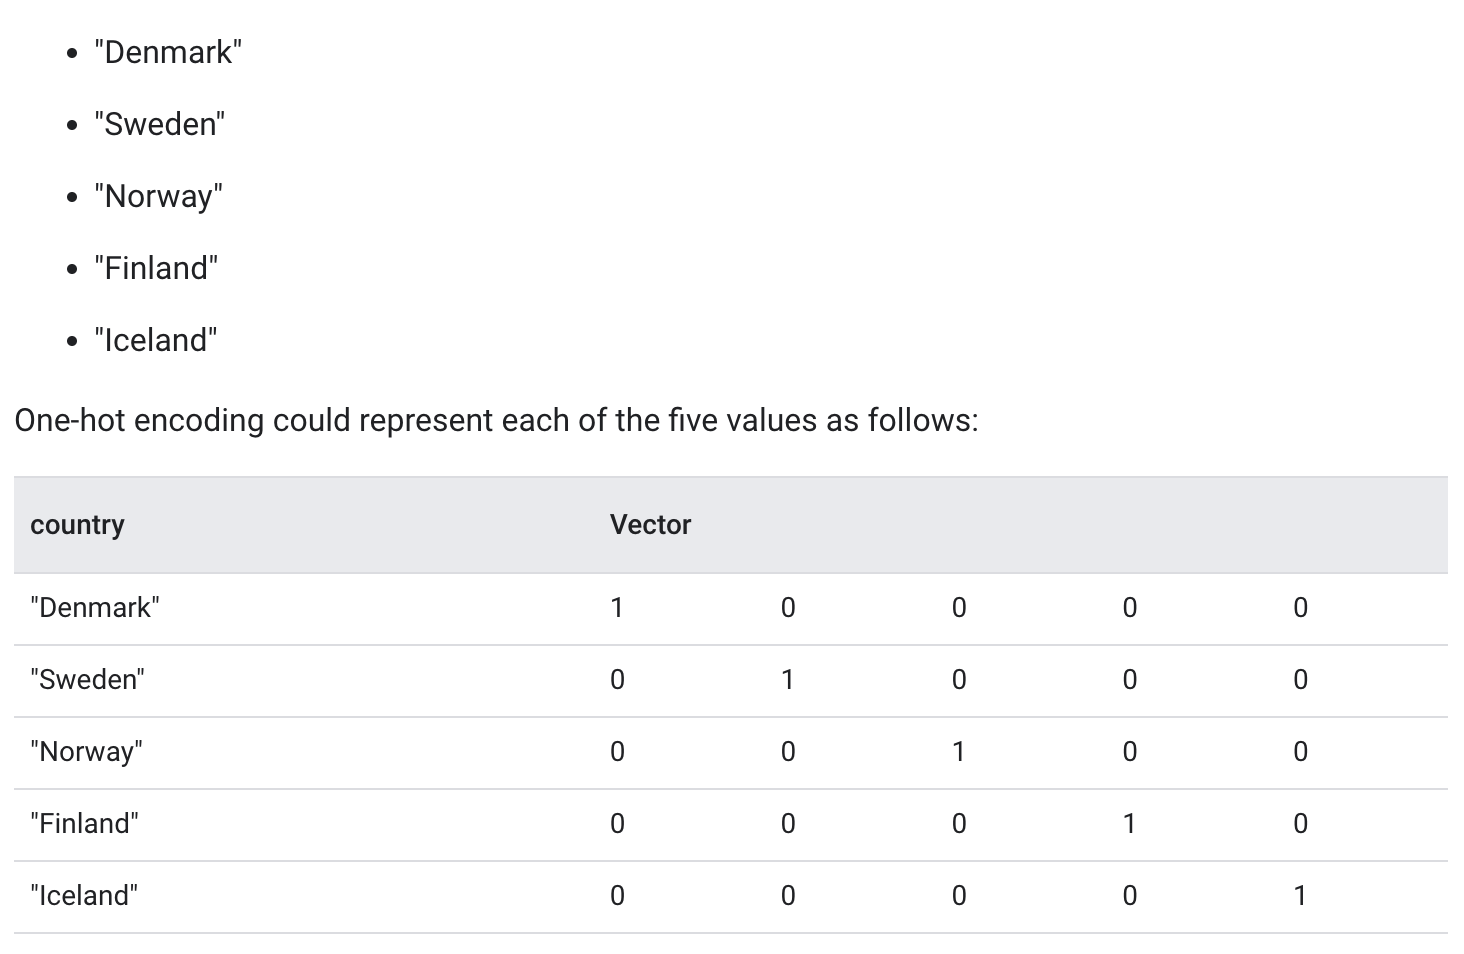 • "Denmark"
• "Sweden"
• "Norway"
• "Finland"
• "Iceland"
One-hot encoding could represent each of the five values as follows:
country Vector
"Denmark" 1 0 0 0 0
"Sweden" 0 1 0 0 0
"Norway" 0 0 1 0 0
"Finland" 0 0 0 1 0
"Iceland" 0 0 0 0 1